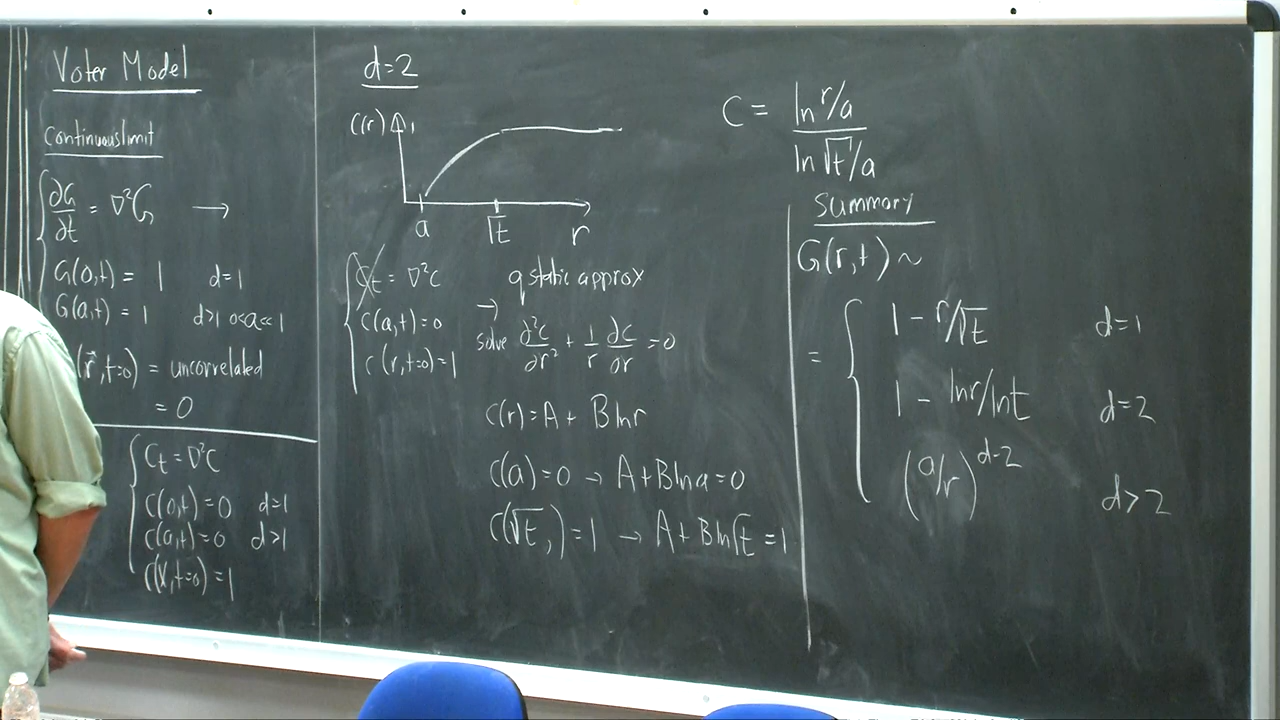 Voter Model
Continuous limit
∂G/∂t = ∇²G, →
G(0,t) = 1 d=1
G(a,t) = 1 d>1 0<a≪1
(r⃗,t=0) = uncorrelated
= 0
Ct = ∇²C
C(0,t)=0 d=1
C(a,t)=0 d>1
C(x,t=0)=1
d=2
C(r) 1
a √t r
Ct = ∇²C
C(a,t)=0
C(r,t=0)=1
q static approx
→
solve ∂²C/∂r² + 1/r ∂C/∂r = 0
C(r) = A + B ln r
C(a)=0 → A+B ln a=0
C(√t,)=1 → A+B ln √t = 1
C = ln r/a / ln √t/a
Summary
G(r,t) ~
= 1 - r/√t d=1
1 - ln r/ln t d=2
(a/r)^d-2 d>2